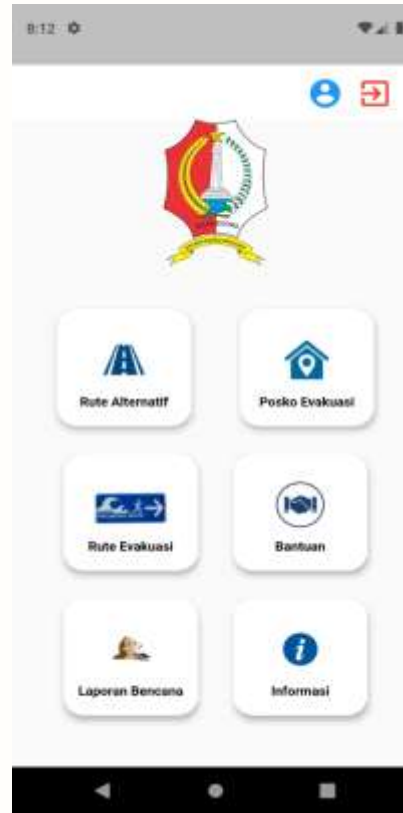 8:12
Rute Alternatif
Posko Evakuasi
Rute Evakuasi
Bantuan
Laporan Bencana
Informasi